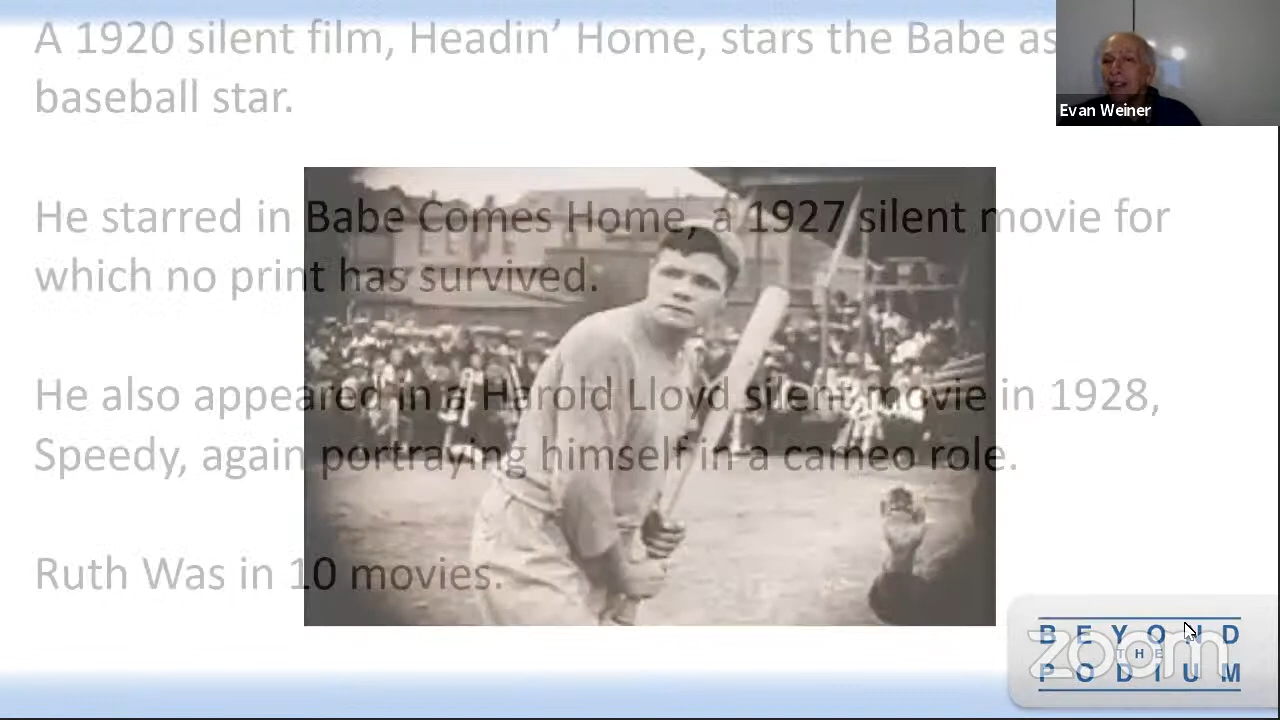 A 1920 silent film, Headin’ Home, stars the Babe as
baseball star.
Evan Weiner
He starred in Babe Comes Home, a 1927 silent movie for
which no print has survived.
He also appeared in a Harold Lloyd silent movie in 1928,
Speedy, again portraying himself in a cameo role.
Ruth Was in 10 movies.
BEYOND
THE
PODIUM
zoom